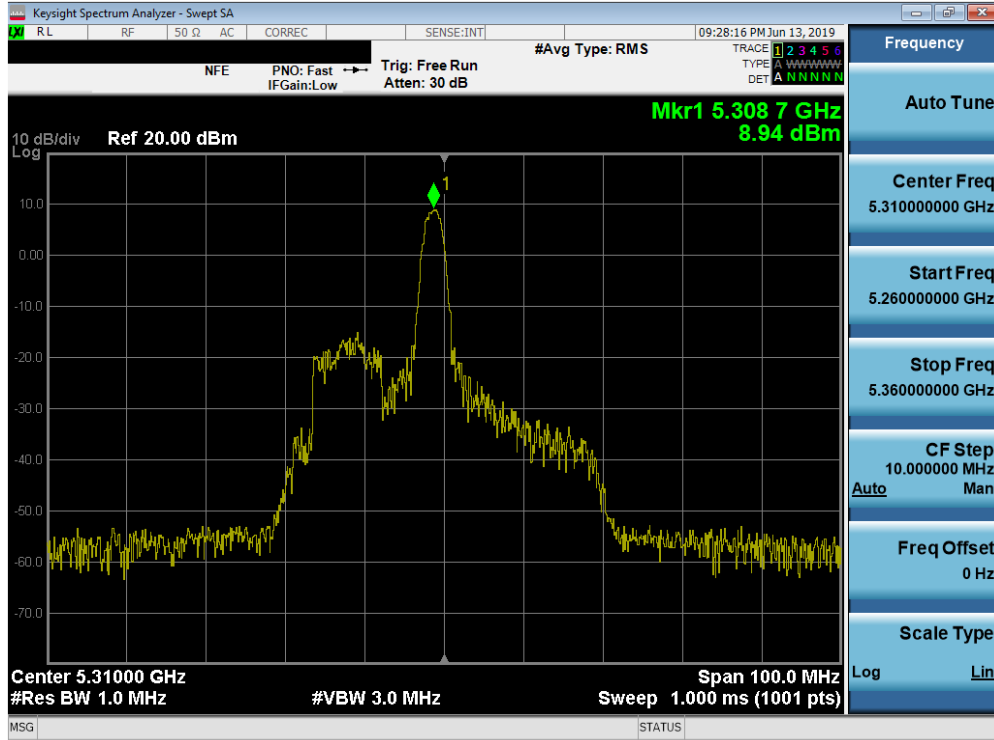 Keysight Spectrum Analyzer - Swept SA
LXI RL RF 50 Ω AC CORREC SENSE:INT 09:28:16 PM Jun 13, 2019
#Avg Type: RMS TRACE 1 2 3 4 5 6
NFE PNO: Fast Trig: Free Run TYPE A WWWWW
IFGain:Low Atten: 30 dB DET A N N N N N
Mkr1 5.308 7 GHz
8.94 dBm
10 dB/div Ref 20.00 dBm
Log
1
10.0
0.00
-10.0
-20.0
-30.0
-40.0
-50.0
-60.0
-70.0
Center 5.31000 GHz Span 100.0 MHz
#Res BW 1.0 MHz #VBW 3.0 MHz Sweep 1.000 ms (1001 pts)
MSG STATUS
Frequency
Auto Tune
Center Freq
5.310000000 GHz
Start Freq
5.260000000 GHz
Stop Freq
5.360000000 GHz
CF Step
10.000000 MHz
Auto Man
Freq Offset
0 Hz
Scale Type
Log Lin